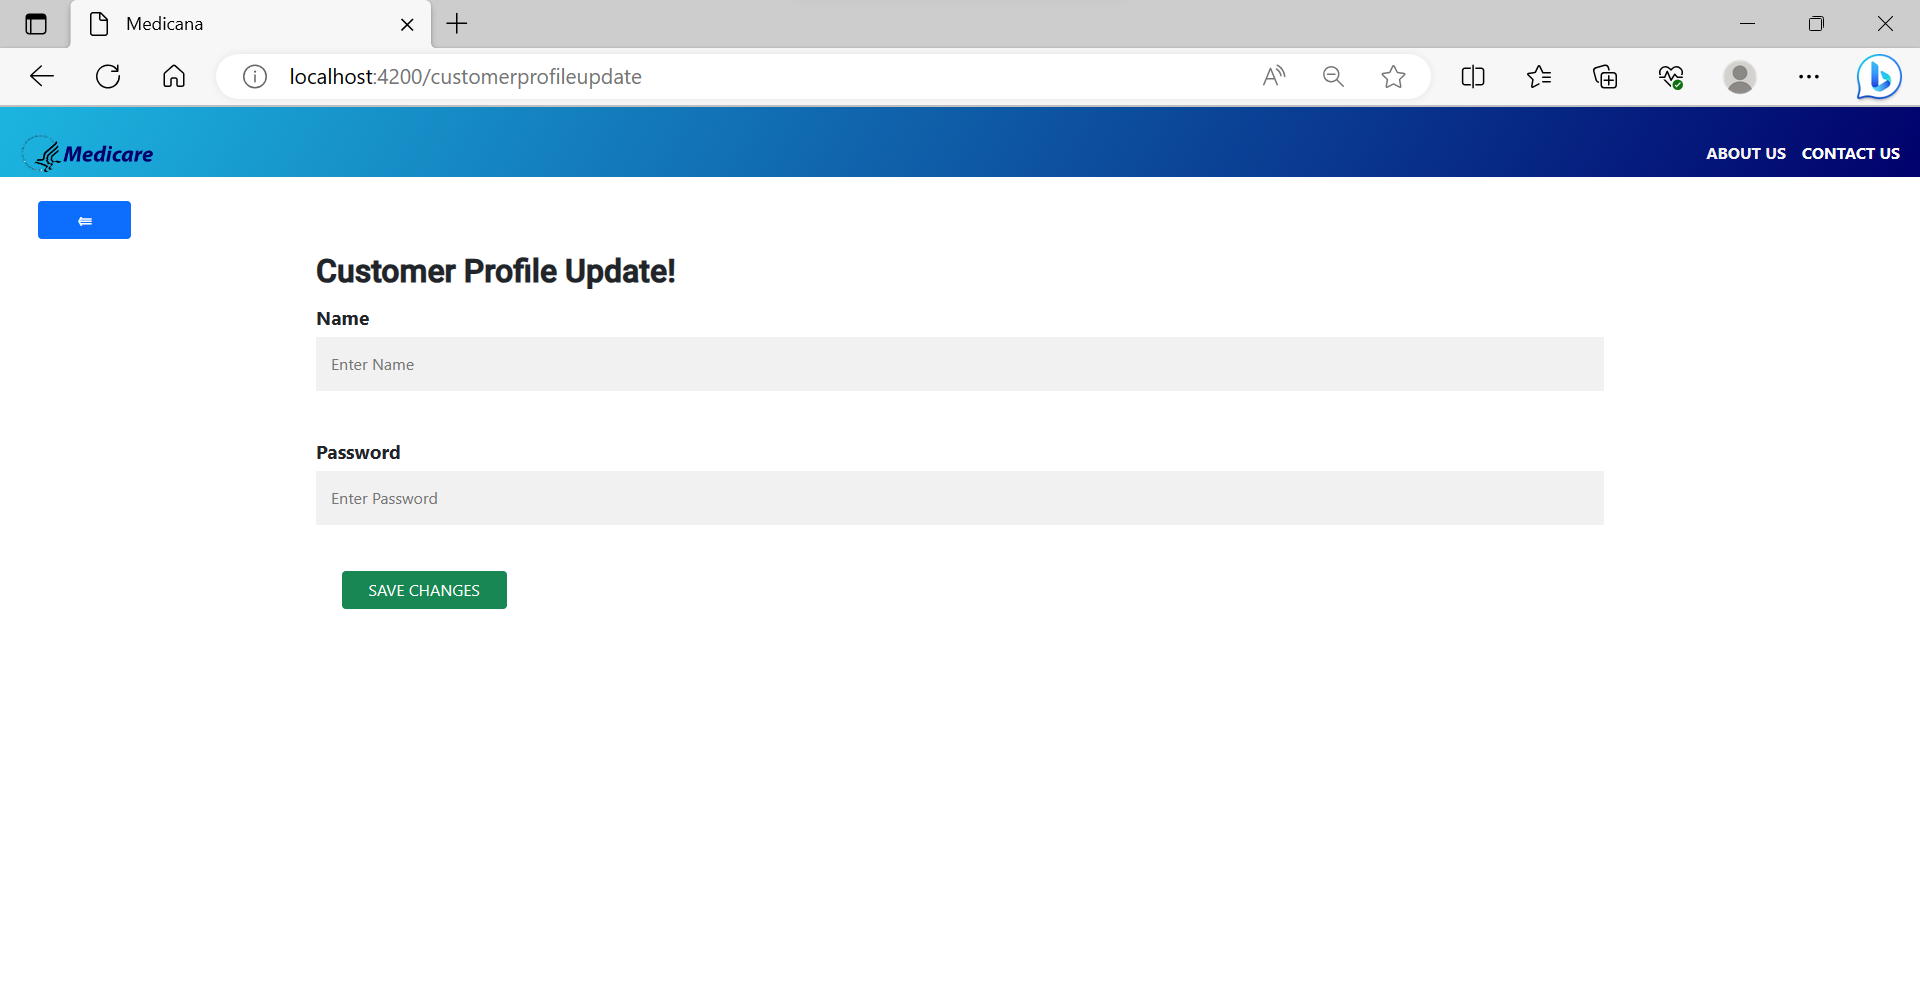 Medicana
localhost:4200/customerprofileupdate
Medicare
ABOUT US CONTACT US
Customer Profile Update!
Name
Enter Name
Password
Enter Password
SAVE CHANGES